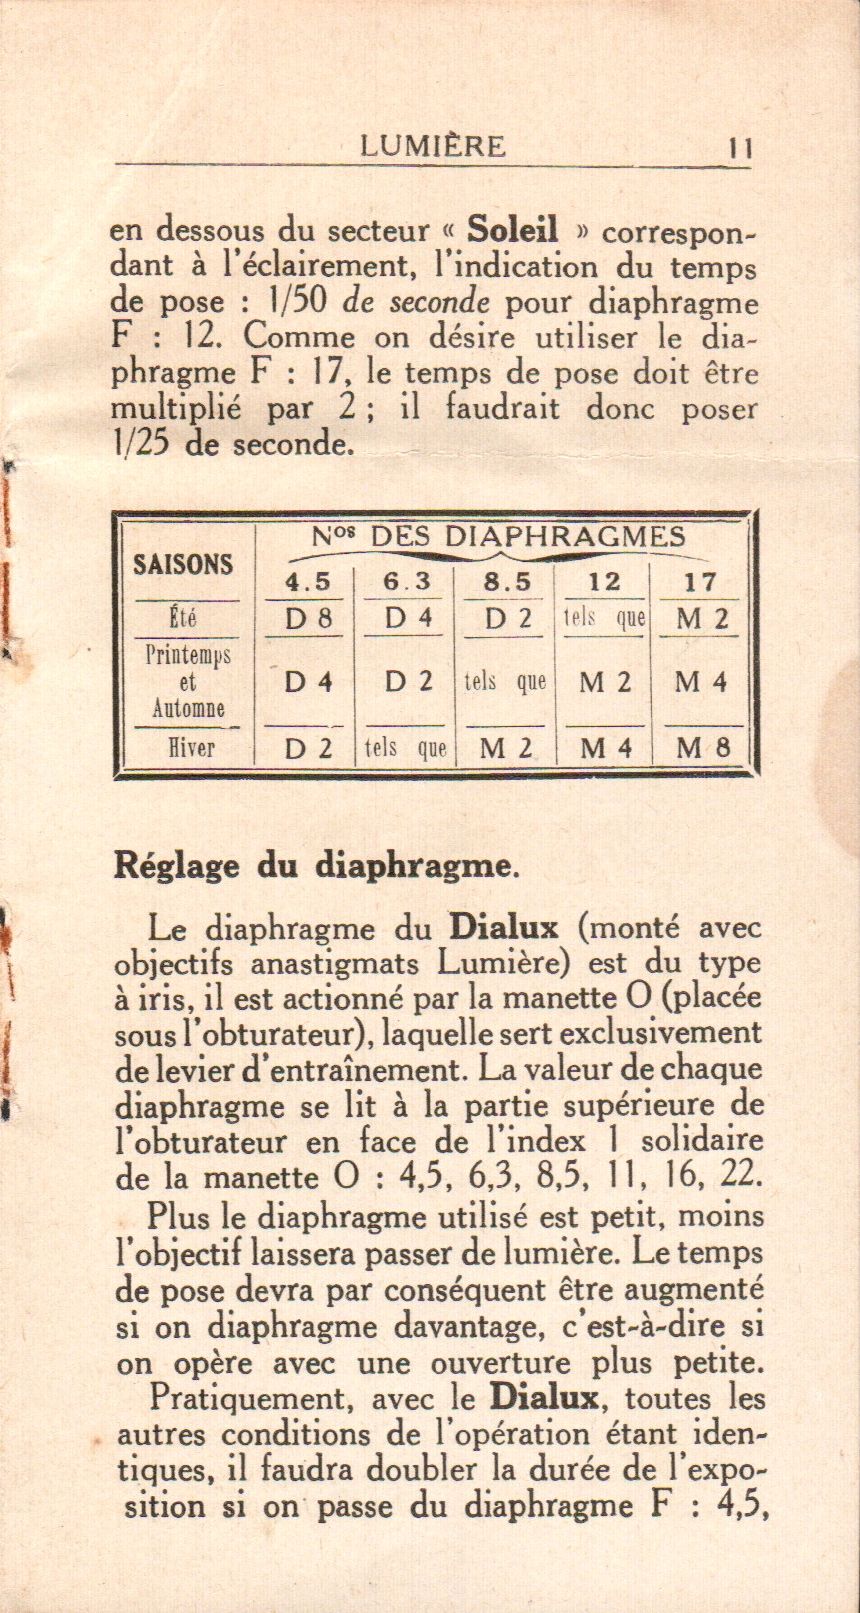 LUMIÈRE 11
en dessous du secteur « Soleil » correspon-
dant à l'éclairement, l'indication du temps
de pose : 1/50 de seconde pour diaphragme
F : 12. Comme on désire utiliser le dia-
phragme F : 17, le temps de pose doit être
multiplié par 2 ; il faudrait donc poser
1/25 de seconde.
SAISONS Nos DES DIAPHRAGMES
4.5 6.3 8.5 12 17
Été D 8 D 4 D 2 tels que M 2
Printemps
et D 4 D 2 tels que M 2 M 4
Automne
Hiver D 2 tels que M 2 M 4 M 8
Réglage du diaphragme.
Le diaphragme du Dialux (monté avec
objectifs anastigmats Lumière) est du type
à iris, il est actionné par la manette O (placée
sous l'obturateur), laquelle sert exclusivement
de levier d'entraînement. La valeur de chaque
diaphragme se lit à la partie supérieure de
l'obturateur en face de l'index I solidaire
de la manette O : 4,5, 6,3, 8,5, 11, 16, 22.
Plus le diaphragme utilisé est petit, moins
l'objectif laissera passer de lumière. Le temps
de pose devra par conséquent être augmenté
si on diaphragme davantage, c'est-à-dire si
on opère avec une ouverture plus petite.
Pratiquement, avec le Dialux, toutes les
autres conditions de l'opération étant iden-
tiques, il faudra doubler la durée de l'expo-
sition si on passe du diaphragme F : 4,5,